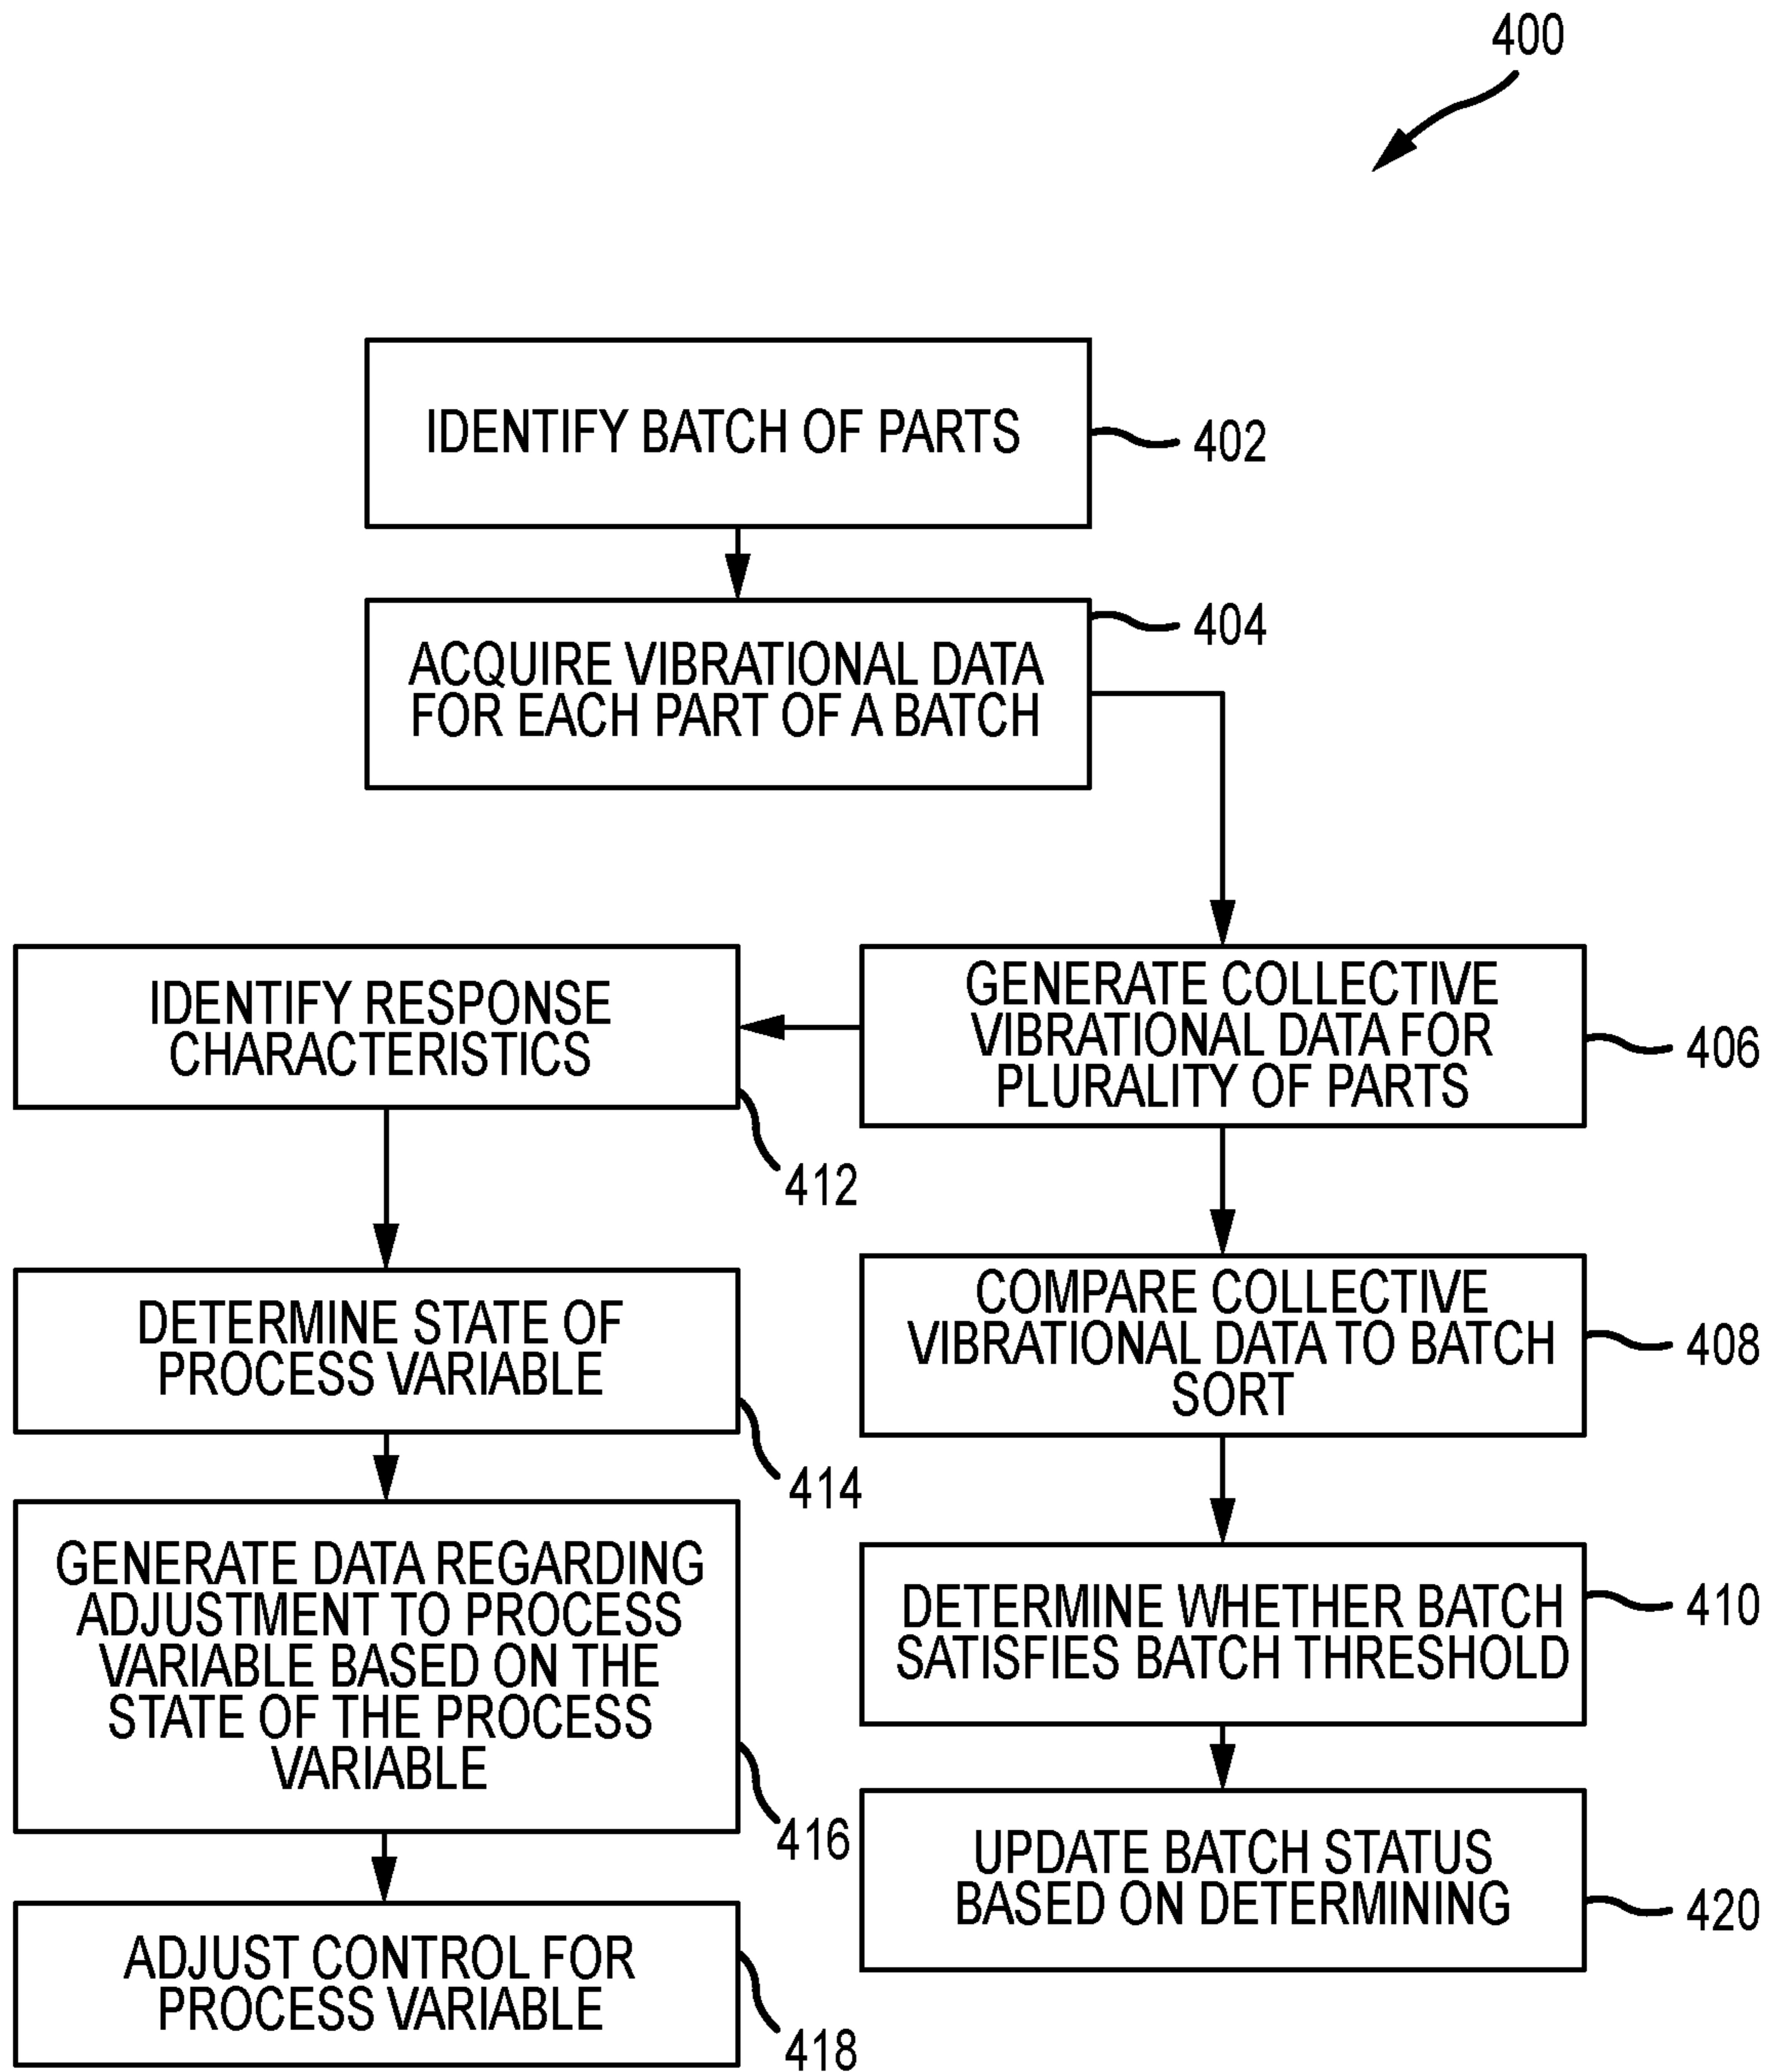 400
IDENTIFY BATCH OF PARTS
402
ACQUIRE VIBRATIONAL DATA
FOR EACH PART OF A BATCH
404
GENERATE COLLECTIVE
VIBRATIONAL DATA FOR
PLURALITY OF PARTS
406
IDENTIFY RESPONSE
CHARACTERISTICS
412
COMPARE COLLECTIVE
VIBRATIONAL DATA TO BATCH
SORT
408
DETERMINE STATE OF
PROCESS VARIABLE
414
DETERMINE WHETHER BATCH
SATISFIES BATCH THRESHOLD
410
GENERATE DATA REGARDING
ADJUSTMENT TO PROCESS
VARIABLE BASED ON THE
STATE OF THE PROCESS
VARIABLE
416
UPDATE BATCH STATUS
BASED ON DETERMINING
420
ADJUST CONTROL FOR
PROCESS VARIABLE
418